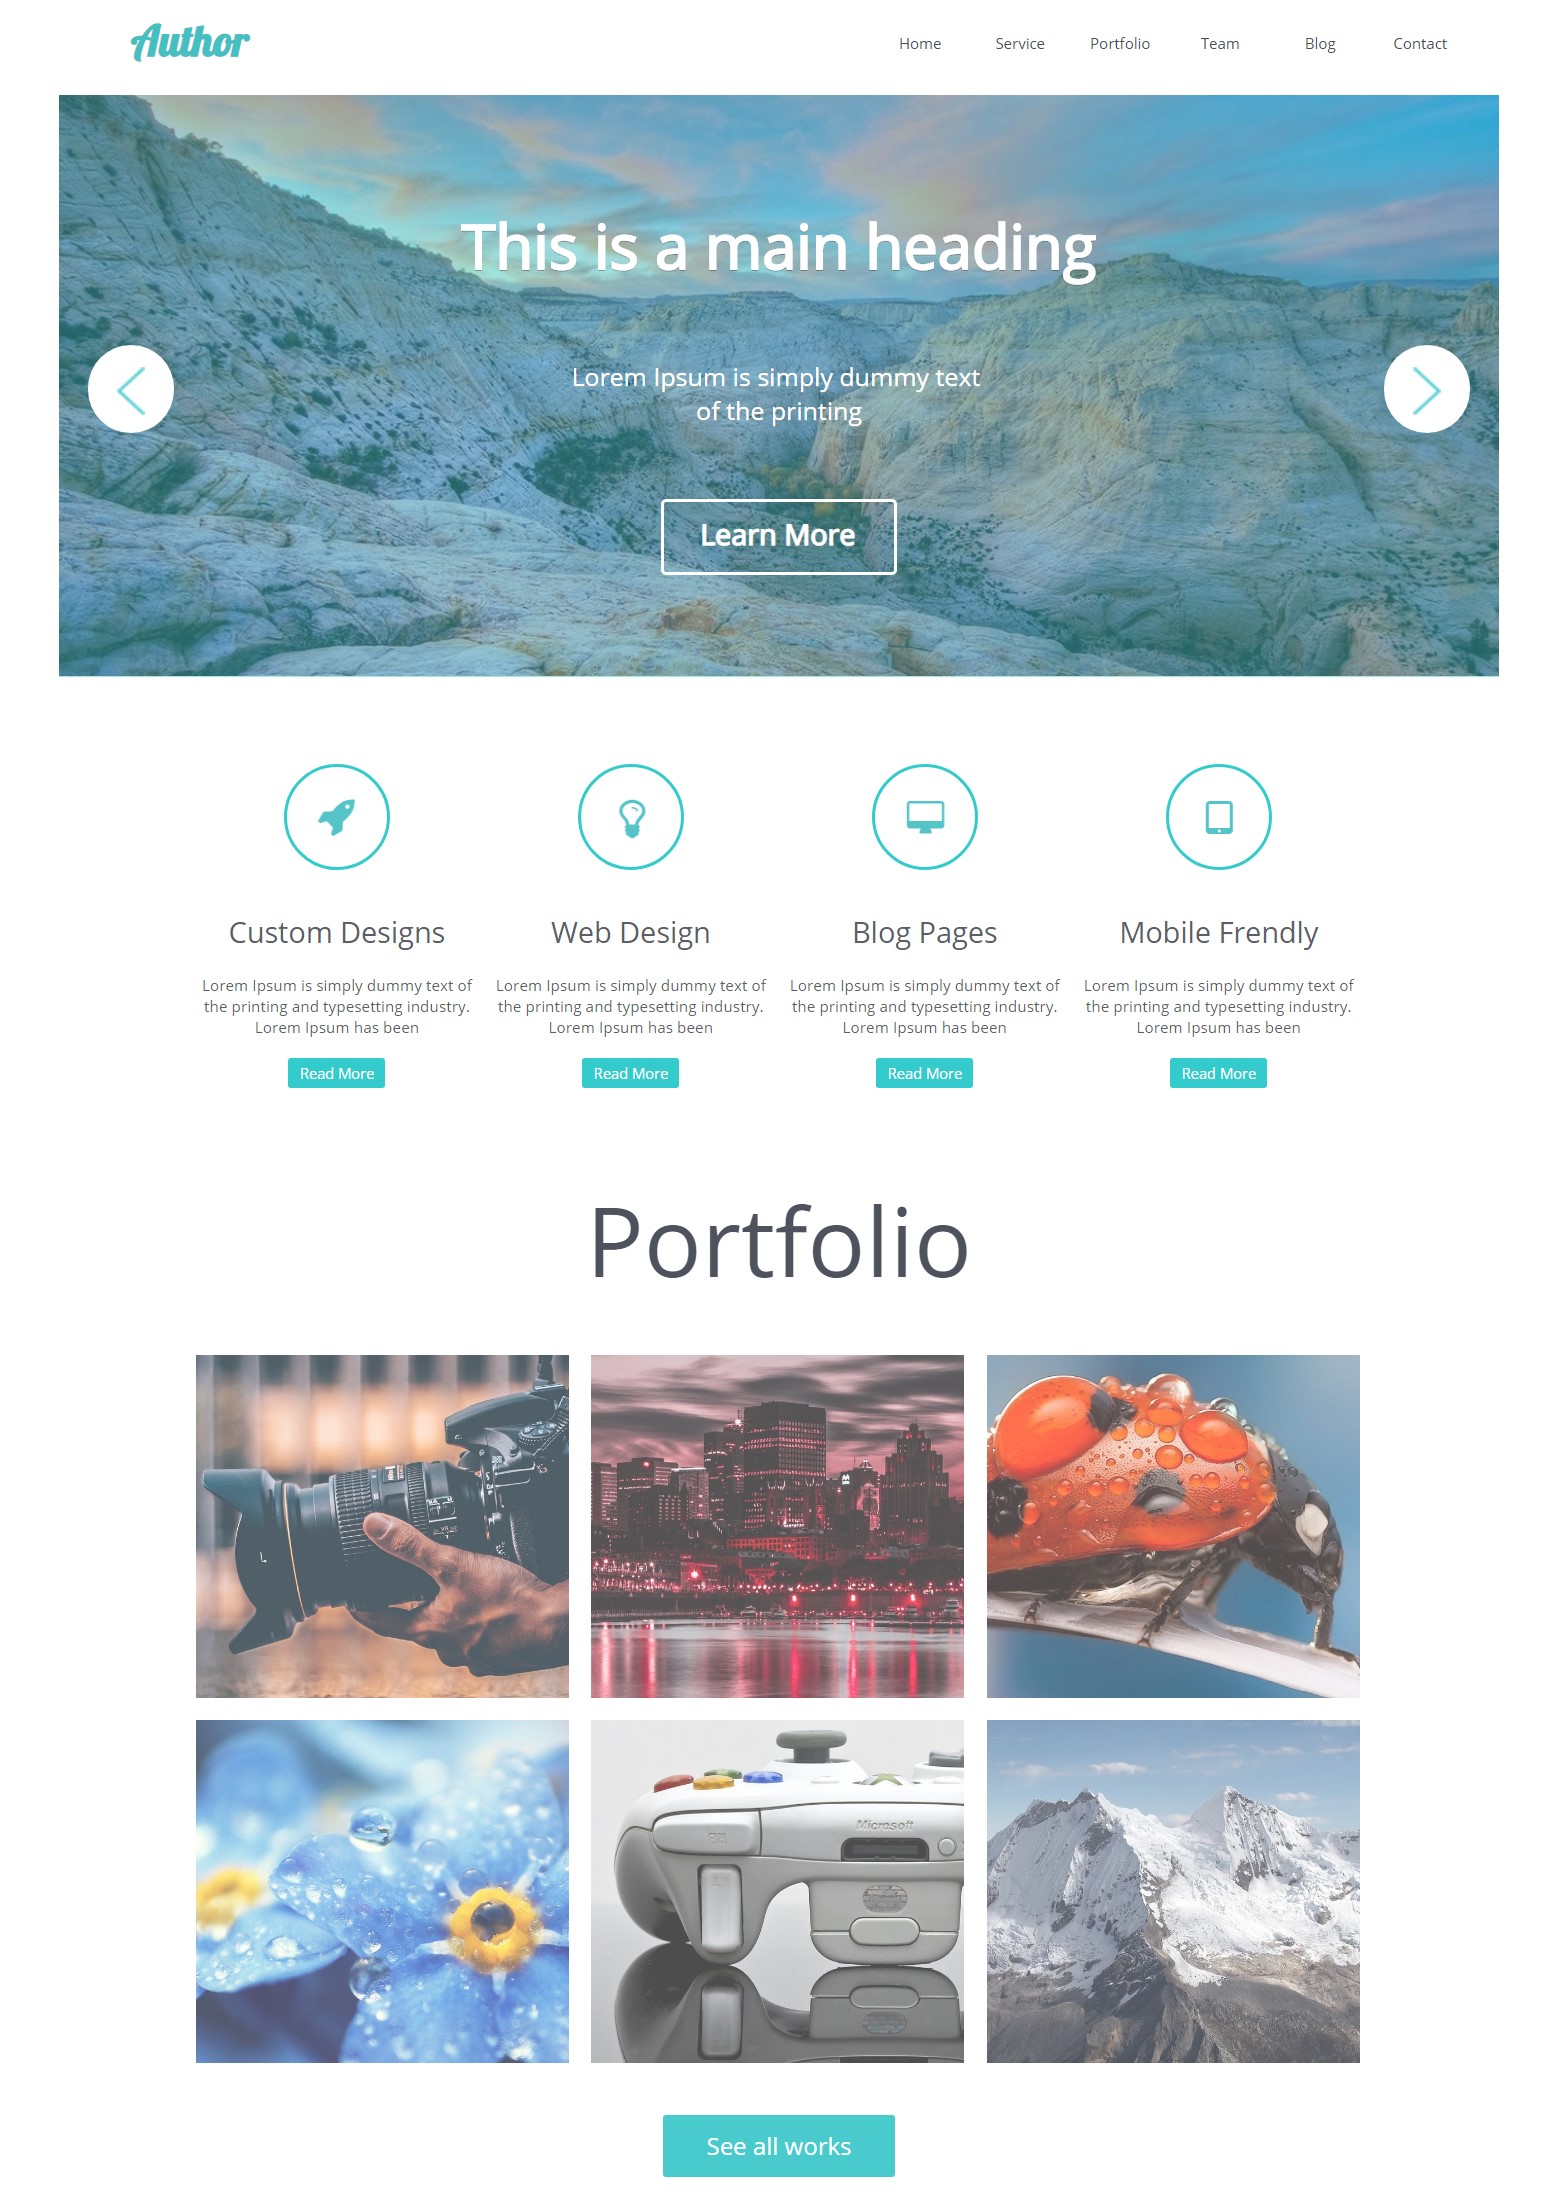 Author
Home Service Portfolio Team Blog Contact
This is a main heading
Lorem Ipsum is simply dummy text
of the printing
Learn More
Custom Designs
Lorem Ipsum is simply dummy text of
the printing and typesetting industry.
Lorem Ipsum has been
Read More
Web Design
Lorem Ipsum is simply dummy text of
the printing and typesetting industry.
Lorem Ipsum has been
Read More
Blog Pages
Lorem Ipsum is simply dummy text of
the printing and typesetting industry.
Lorem Ipsum has been
Read More
Mobile Frendly
Lorem Ipsum is simply dummy text of
the printing and typesetting industry.
Lorem Ipsum has been
Read More
Portfolio
Microsoft
See all works